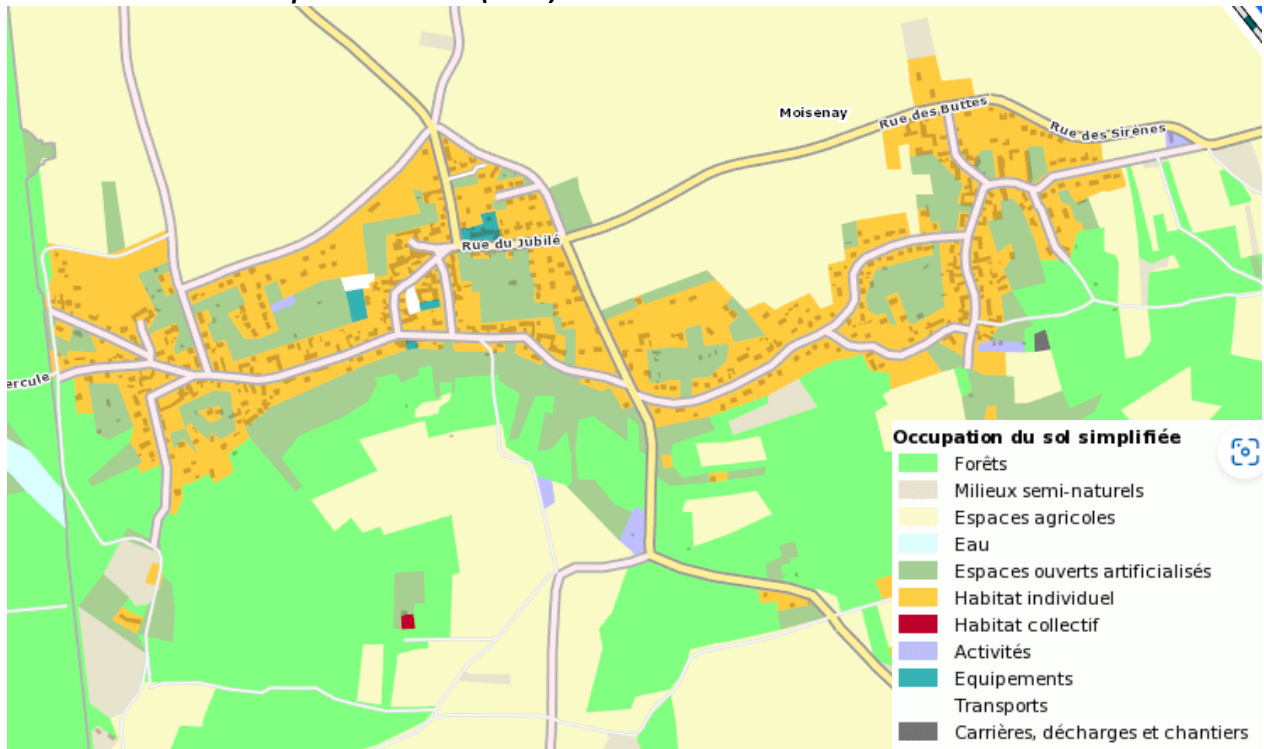 Moisenay
Rue des Buttes
Rue des Sirènes
Rue du Jubilé
ercule
Occupation du sol simplifiée
Forêts
Milieux semi-naturels
Espaces agricoles
Eau
Espaces ouverts artificialisés
Habitat individuel
Habitat collectif
Activités
Equipements
Transports
Carrières, décharges et chantiers